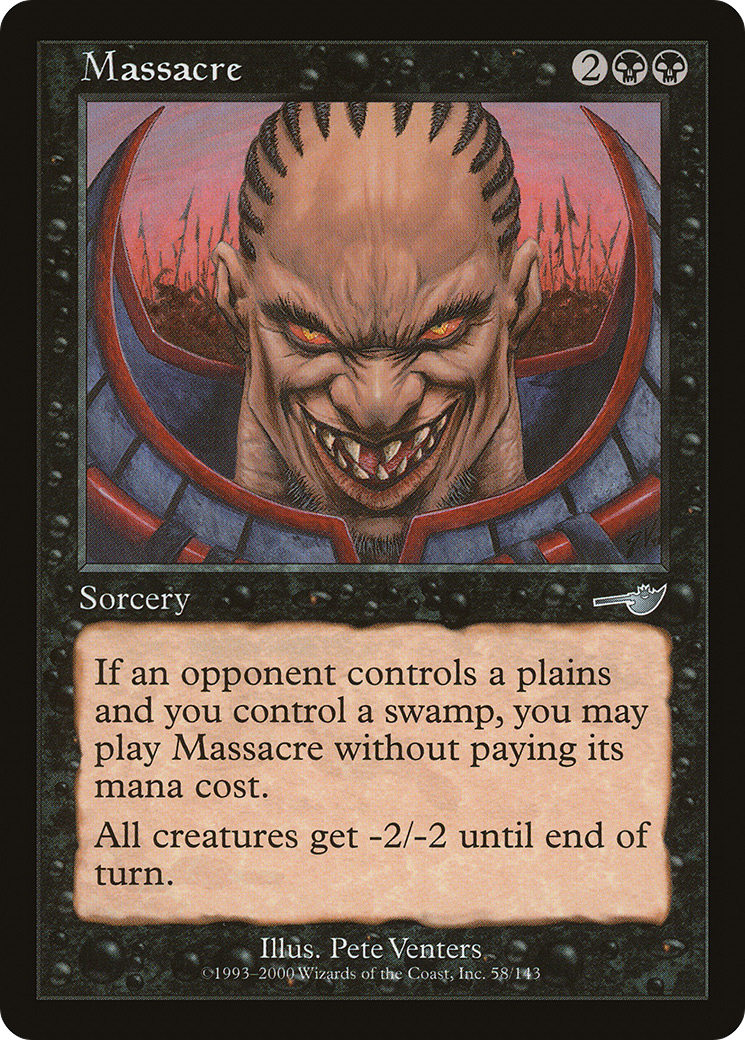 Massacre 2
Sorcery
If an opponent controls a plains
and you control a swamp, you may
play Massacre without paying its
mana cost.
All creatures get -2/-2 until end of
turn.
Illus. Pete Venters
©1993–2000 Wizards of the Coast, Inc. 58/143